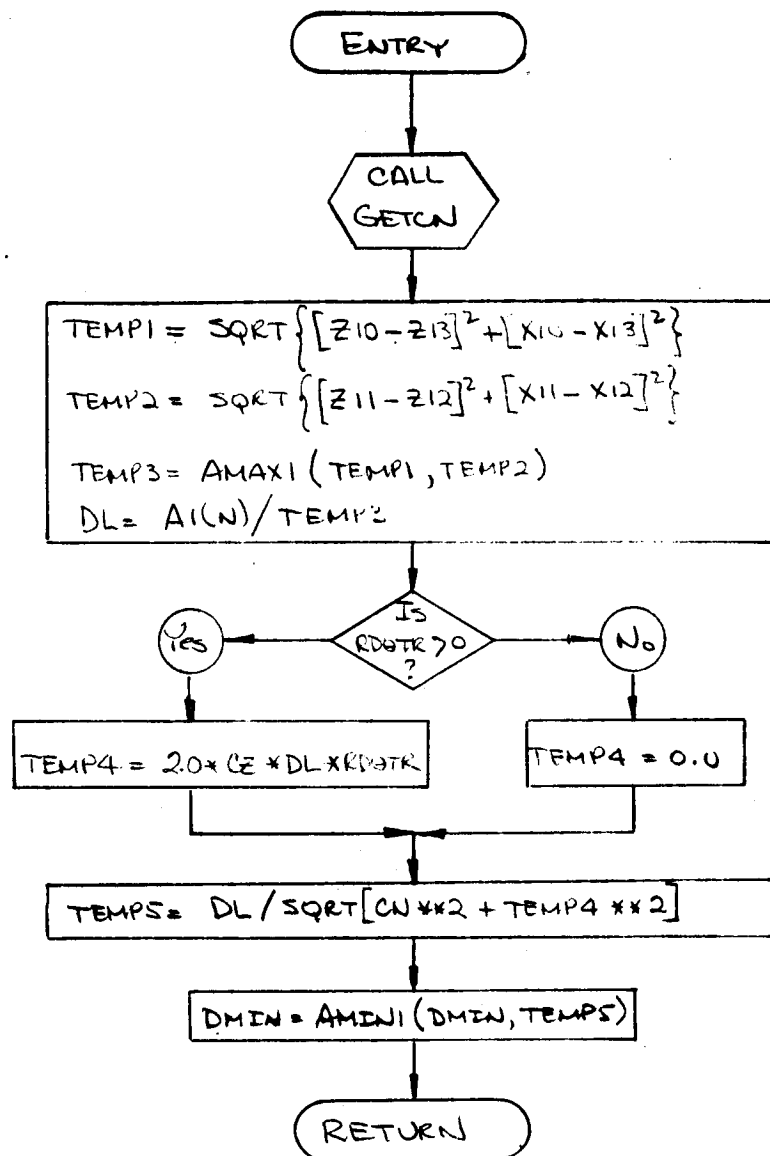 ENTRY
CALL
GETCN
TEMP1 = SQRT{[Z10-Z13]²+[X10-X13]²}
TEMP2 = SQRT{[Z11-Z12]²+[X11-X12]²}
TEMP3= AMAX1(TEMP1,TEMP2)
DL= A1(N)/
Is
RDOTR>0
?
Yes
No
TEMP4= 2.0* CZ *DL*RDOTR
TEMP4 = 0.0
TEMP5= DL/SQRT[CN**2 + TEMP4**2]
DMIN= AMIN1(DMIN,TEMP5)
RETURN